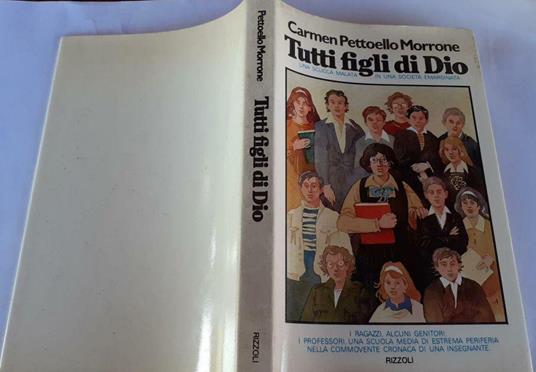 Pettoello Morrone
Tutti figli di Dio
RIZZOLI
Carmen Pettoello Morrone
Tutti figli di Dio
UNA SCUOLA MALATA IN UNA SOCIETÀ EMARGINATA
I RAGAZZI, ALCUNI GENITORI
I PROFESSORI, UNA SCUOLA MEDIA DI ESTREMA PERIFERIA
NELLA COMMOVENTE CRONACA DI UNA INSEGNANTE.
RIZZOLI